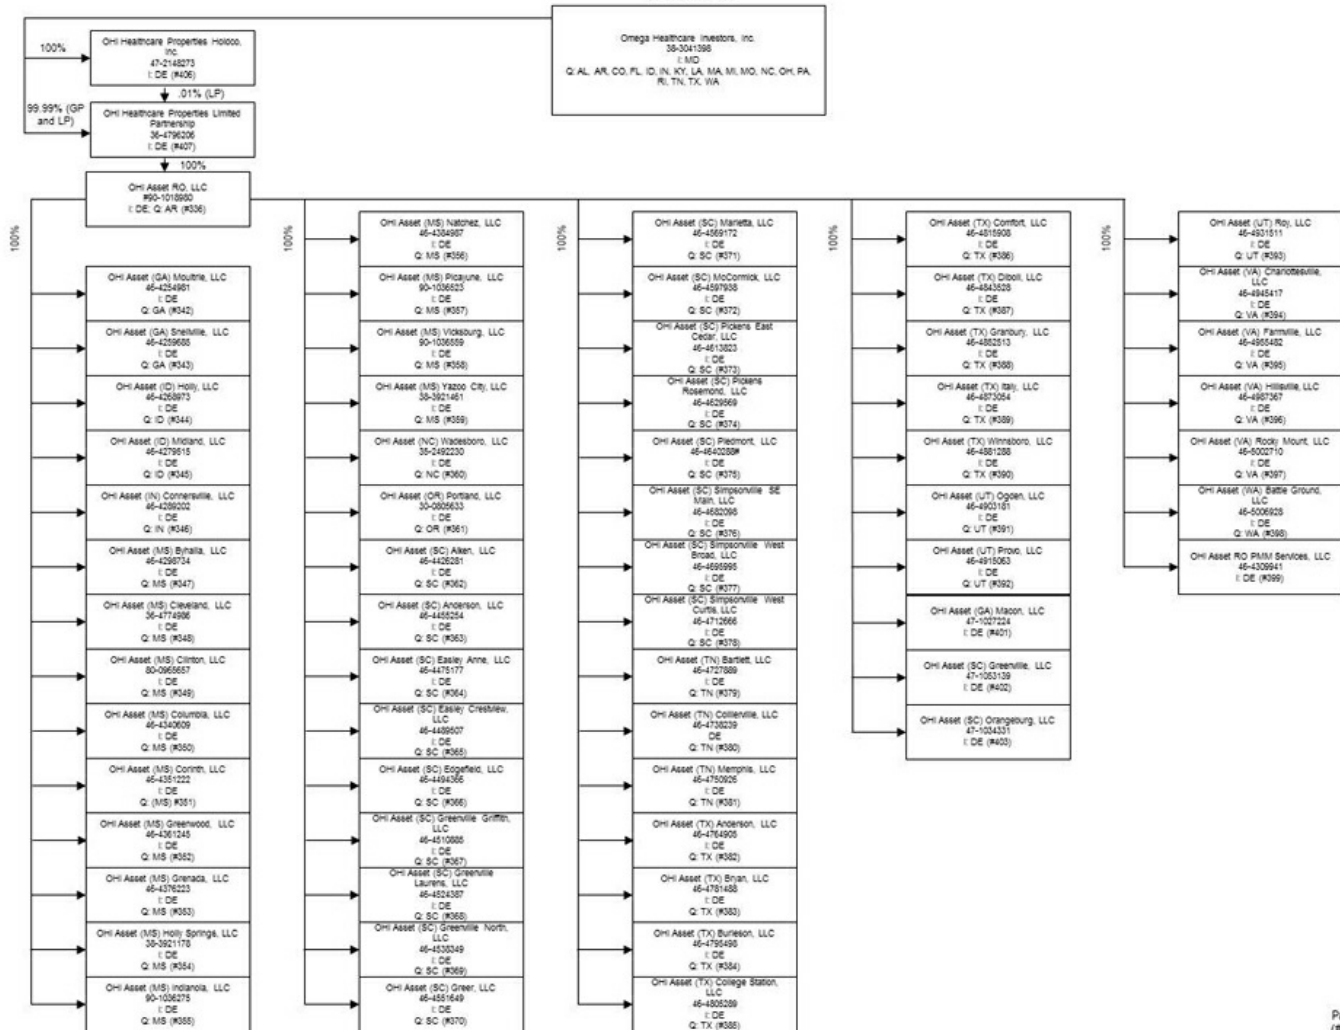 Omega Healthcare Investors, Inc.
38-3041398
I: MD
Q: AL, AR, CO, FL, ID, IN, KY, LA, MA, MI, MO, NC, OH, PA,
RI, TN, TX, WA
100%
OHI Healthcare Properties Holdco,
Inc.
47-2148273
I: DE (#406)
.01% (LP)
99.99% (GP
and LP)
OHI Healthcare Properties Limited
Partnership
36-4796206
I: DE (#407)
100%
OHI Asset RO, LLC
#90-1018980
I: DE; Q: AR (#336)
100%
OHI Asset (GA) Moultrie, LLC
46-4254981
I: DE
Q: GA (#342)
OHI Asset (GA) Snellville, LLC
46-4259685
I: DE
Q: GA (#343)
OHI Asset (ID) Holly, LLC
46-4268973
I: DE
Q: ID (#344)
OHI Asset (ID) Midland, LLC
46-4279515
I: DE
Q: ID (#345)
OHI Asset (IN) Connersville, LLC
46-4289202
I: DE
Q: IN (#346)
OHI Asset (MS) Byhalia, LLC
46-4298734
I: DE
Q: MS (#347)
OHI Asset (MS) Cleveland, LLC
36-4774986
I: DE
Q: MS (#348)
OHI Asset (MS) Clinton, LLC
80-0965657
I: DE
Q: MS (#349)
OHI Asset (MS) Columbia, LLC
46-4340609
I: DE
Q: MS (#350)
OHI Asset (MS) Corinth, LLC
46-4351222
I: DE
Q: (MS) #351)
OHI Asset (MS) Greenwood, LLC
46-4361245
I: DE
Q: MS (#352)
OHI Asset (MS) Grenada, LLC
46-4376223
I: DE
Q: MS (#353)
OHI Asset (MS) Holly Springs, LLC
38-3921178
I: DE
Q: MS (#354)
OHI Asset (MS) Indianola, LLC
90-1036275
I: DE
Q: MS (#355)
100%
OHI Asset (MS) Natchez, LLC
46-4384987
I: DE
Q: MS (#356)
OHI Asset (MS) Picayune, LLC
90-1036523
I: DE
Q: MS (#357)
OHI Asset (MS) Vicksburg, LLC
90-1036559
I: DE
Q: MS (#358)
OHI Asset (MS) Yazoo City, LLC
38-3921461
I: DE
Q: MS (#359)
OHI Asset (NC) Wadesboro, LLC
35-2492230
I: DE
Q: NC (#360)
OHI Asset (OR) Portland, LLC
30-0805633
I: DE
Q: OR (#361)
OHI Asset (SC) Aiken, LLC
46-4426281
I: DE
Q: SC (#362)
OHI Asset (SC) Anderson, LLC
46-4455254
I: DE
Q: SC (#363)
OHI Asset (SC) Easley Anne, LLC
46-4475177
I: DE
Q: SC (#364)
OHI Asset (SC) Easley Crestview,
LLC
46-4489507
I: DE
Q: SC (#365)
OHI Asset (SC) Edgefield, LLC
46-4494366
I: DE
Q: SC (#366)
OHI Asset (SC) Greenville Griffith,
LLC
46-4510885
I: DE
Q: SC (#367)
OHI Asset (SC) Greenville
Laurens, LLC
46-4524387
I: DE
Q: SC (#368)
OHI Asset (SC) Greenville North,
LLC
46-4538349
I: DE
Q: SC (#369)
OHI Asset (SC) Greer, LLC
46-4551649
I: DE
Q: SC (#370)
100%
OHI Asset (SC) Marietta, LLC
46-4569172
I: DE
Q: SC (#371)
OHI Asset (SC) McCormick, LLC
46-4597938
I: DE
Q: SC (#372)
OHI Asset (SC) Pickens East
Cedar, LLC
46-4613823
I: DE
Q: SC (#373)
OHI Asset (SC) Pickens
Rosemond, LLC
46-4629569
I: DE
Q: SC (#374)
OHI Asset (SC) Piedmont, LLC
46-4640288#
I: DE
Q: SC (#375)
OHI Asset (SC) Simpsonville SE
Main, LLC
46-4682098
I: DE
Q: SC (#376)
OHI Asset (SC) Simpsonville West
Broad, LLC
46-4695995
I: DE
Q: SC (#377)
OHI Asset (SC) Simpsonville West
Curtis, LLC
46-4712666
I: DE
Q: SC (#378)
OHI Asset (TN) Bartlett, LLC
46-4727889
I: DE
Q: TN (#379)
OHI Asset (TN) Collierville, LLC
46-4738239
DE
Q: TN (#380)
OHI Asset (TN) Memphis, LLC
46-4750926
I: DE
Q: TN (#381)
OHI Asset (TX) Anderson, LLC
46-4764905
I: DE
Q: TX (#382)
OHI Asset (TX) Bryan, LLC
46-4781488
I: DE
Q: TX (#383)
OHI Asset (TX) Burleson, LLC
46-4795498
I: DE
Q: TX (#384)
OHI Asset (TX) College Station,
LLC
46-4805289
I: DE
Q: TX (#385)
100%
OHI Asset (TX) Comfort, LLC
46-4815908
I: DE
Q: TX (#386)
OHI Asset (TX) Diboll, LLC
46-4843528
I: DE
Q: TX (#387)
OHI Asset (TX) Granbury, LLC
46-4852513
I: DE
Q: TX (#388)
OHI Asset (TX) Italy, LLC
46-4873054
I: DE
Q: TX (#389)
OHI Asset (TX) Winnsboro, LLC
46-4881288
I: DE
Q: TX (#390)
OHI Asset (UT) Ogden, LLC
46-4903181
I: DE
Q: UT (#391)
OHI Asset (UT) Provo, LLC
46-4915063
I: DE
Q: UT (#392)
OHI Asset (GA) Macon, LLC
47-1027224
I: DE (#401)
OHI Asset (SC) Greenville, LLC
47-1053139
I: DE (#402)
OHI Asset (SC) Orangeburg, LLC
47-1034331
I: DE (#403)
100%
OHI Asset (UT) Roy, LLC
46-4931511
I: DE
Q: UT (#393)
OHI Asset (VA) Charlottesville,
LLC
46-4945417
I: DE
Q: VA (#394)
OHI Asset (VA) Farmville, LLC
46-4955482
I: DE
Q: VA (#395)
OHI Asset (VA) Hillsville, LLC
46-4987367
I: DE
Q: VA (#396)
OHI Asset (VA) Rocky Mount, LLC
46-5002710
I: DE
Q: VA (#397)
OHI Asset (WA) Battle Ground,
LLC
46-5006928
I: DE
Q: WA (#398)
OHI Asset RO PMM Services, LLC
46-4309941
I: DE (#399)